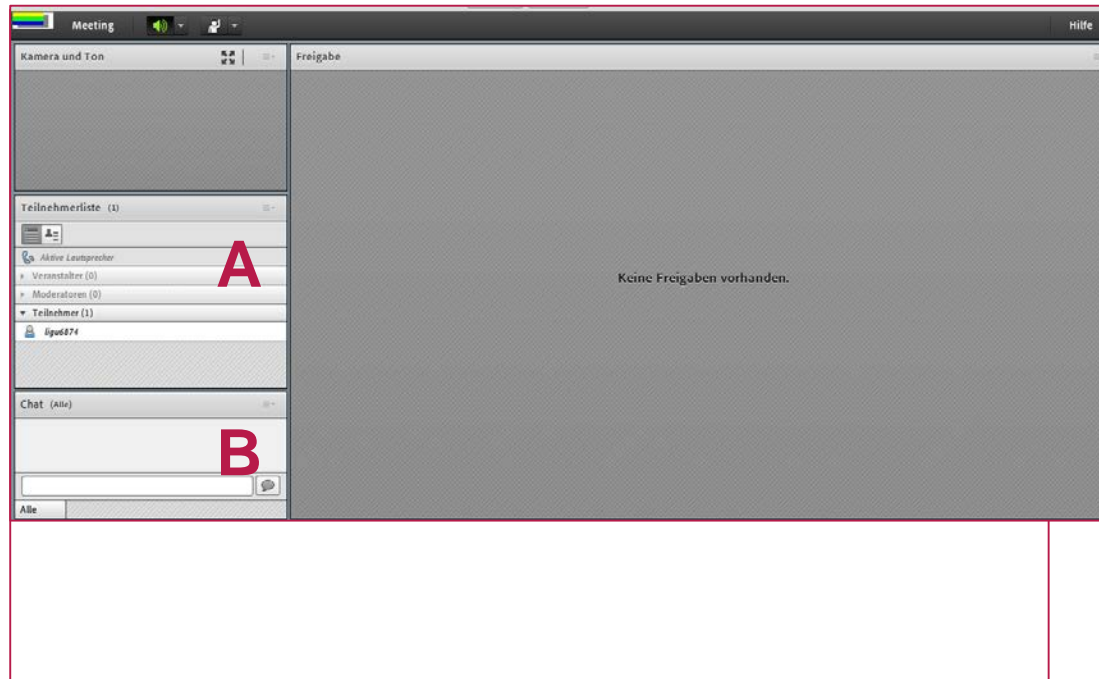 Meeting
Hilfe
Kamera und Ton
Freigabe
Teilnehmerliste (1)
A
Aktive Lautsprecher
Veranstalter (0)
Moderatoren (0)
Teilnehmer (1)
ligu6874
Keine Freigaben vorhanden.
Chat (Alle)
B
Alle